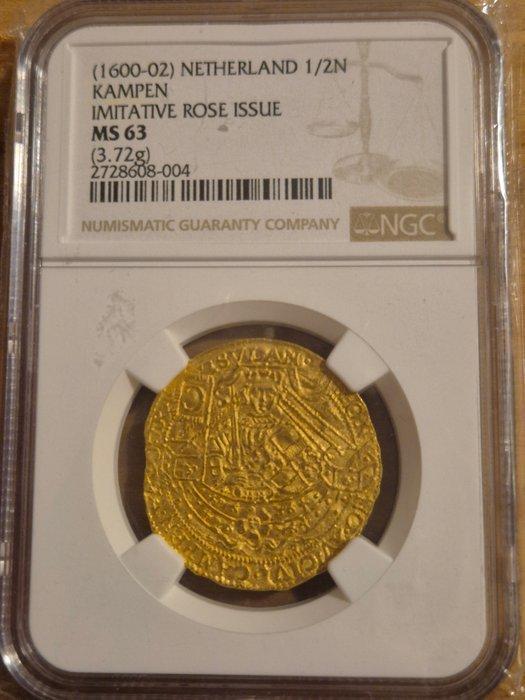 (1600-02) NETHERLAND 1/2N
KAMPEN
IMITATIVE ROSE ISSUE
MS 63
(3.72g)
2728608-004
NUMISMATIC GUARANTY COMPANY
NGC